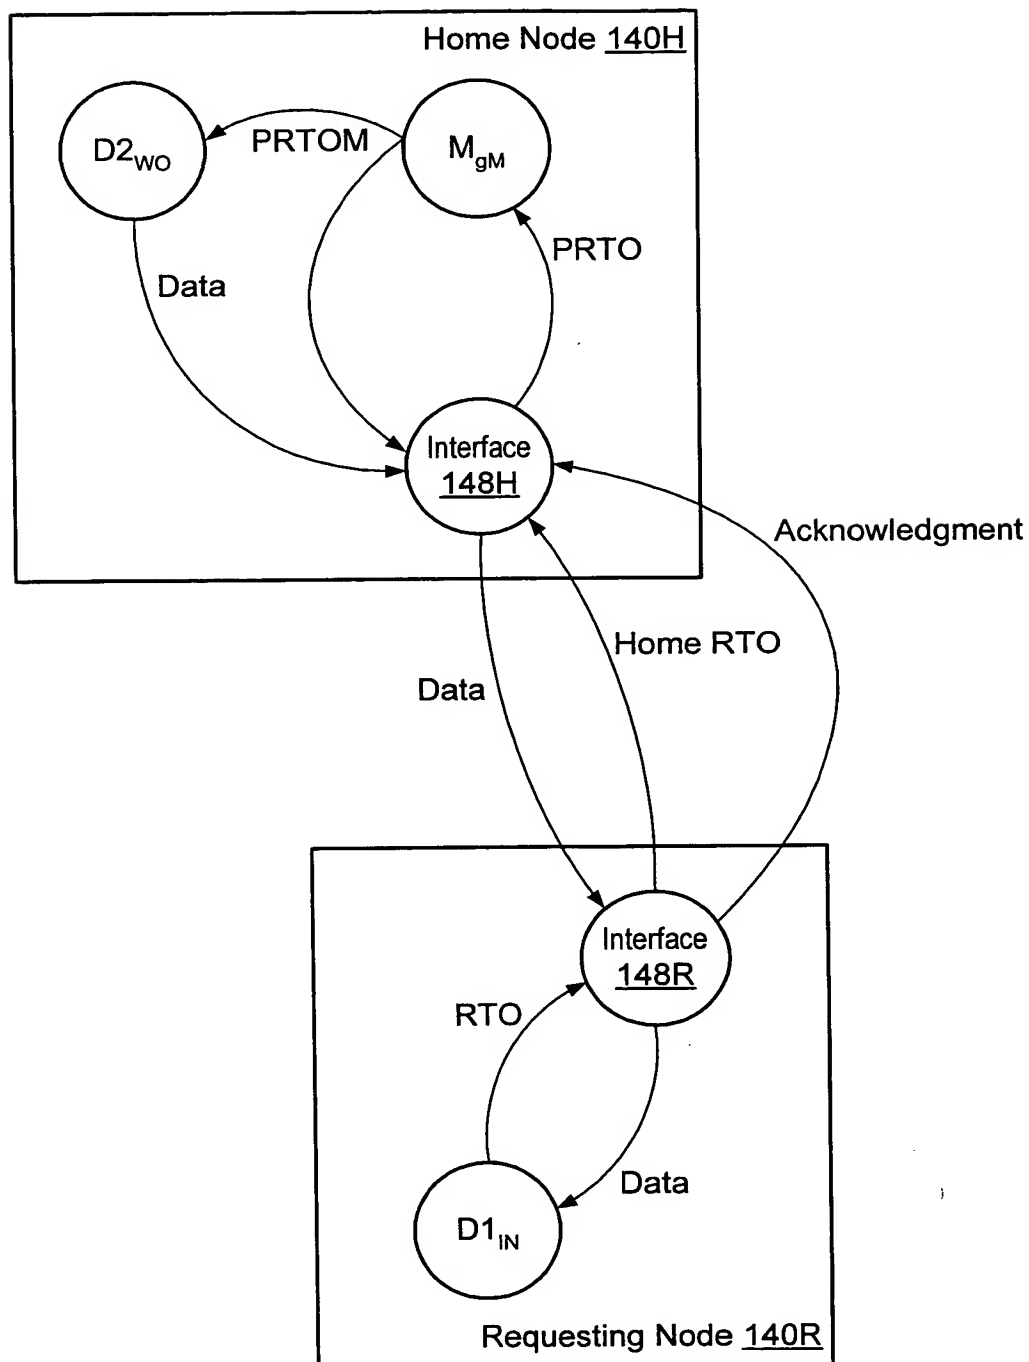 Home Node 140H
D2WO
PRTOM
MgM
PRTO
Data
Interface
148H
Acknowledgment
Home RTO
Data
Interface
148R
RTO
Data
D1IN
Requesting Node 140R